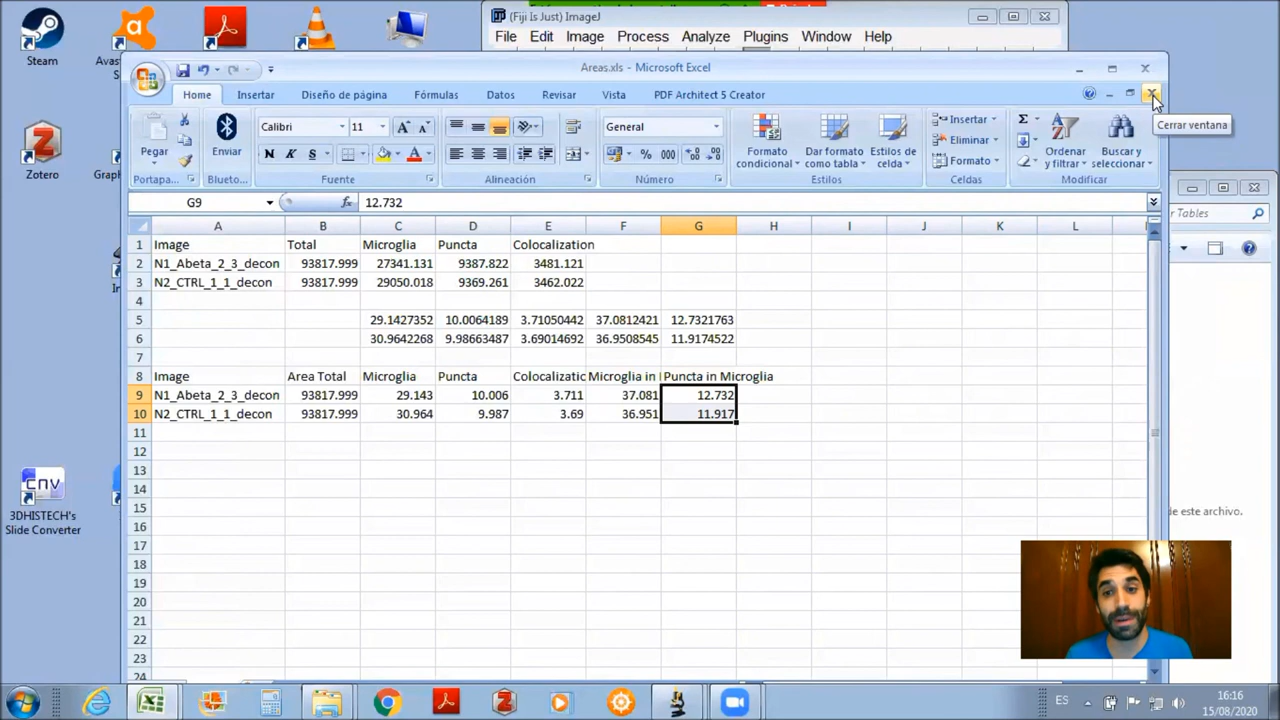 (Fiji Is Just) ImageJ
File Edit Image Process Analyze Plugins Window Help
Steam
Zotero
3DHISTECH's
Slide Converter
Areas.xls - Microsoft Excel
Home Insertar Diseño de página Fórmulas Datos Revisar Vista PDF Architect 5 Creator
Cerrar ventana
Pegar
Enviar
Calibri 11
N K S
General
% 000
Formato
condicional
Dar formato
como tabla
Estilos de
celda
Insertar
Eliminar
Formato
Ordenar
y filtrar
Buscar y
seleccionar
Portapa... Blueto... Fuente Alineación Número Estilos Celdas Modificar
G9 fx 12.732
Tables
A B C D E F G H I J K L
1 Image Total Microglia Puncta Colocalization
2 N1_Abeta_2_3_decon 93817.999 27341.131 9387.822 3481.121
3 N2_CTRL_1_1_decon 93817.999 29050.018 9369.261 3462.022
4
5 29.1427352 10.0064189 3.71050442 37.0812421 12.7321763
6 30.9642268 9.98663487 3.69014692 36.9508545 11.9174522
7
8 Image Area Total Microglia Puncta Colocalizatic Microglia in Puncta in Microglia
9 N1_Abeta_2_3_decon 93817.999 29.143 10.006 3.711 37.081 12.732
10 N2_CTRL_1_1_decon 93817.999 30.964 9.987 3.69 36.951 11.917
11
12
13
14
15
16
17
18
19
20
21
22
23
24
de este archivo.
cnv
ES
16:16
15/08/2020